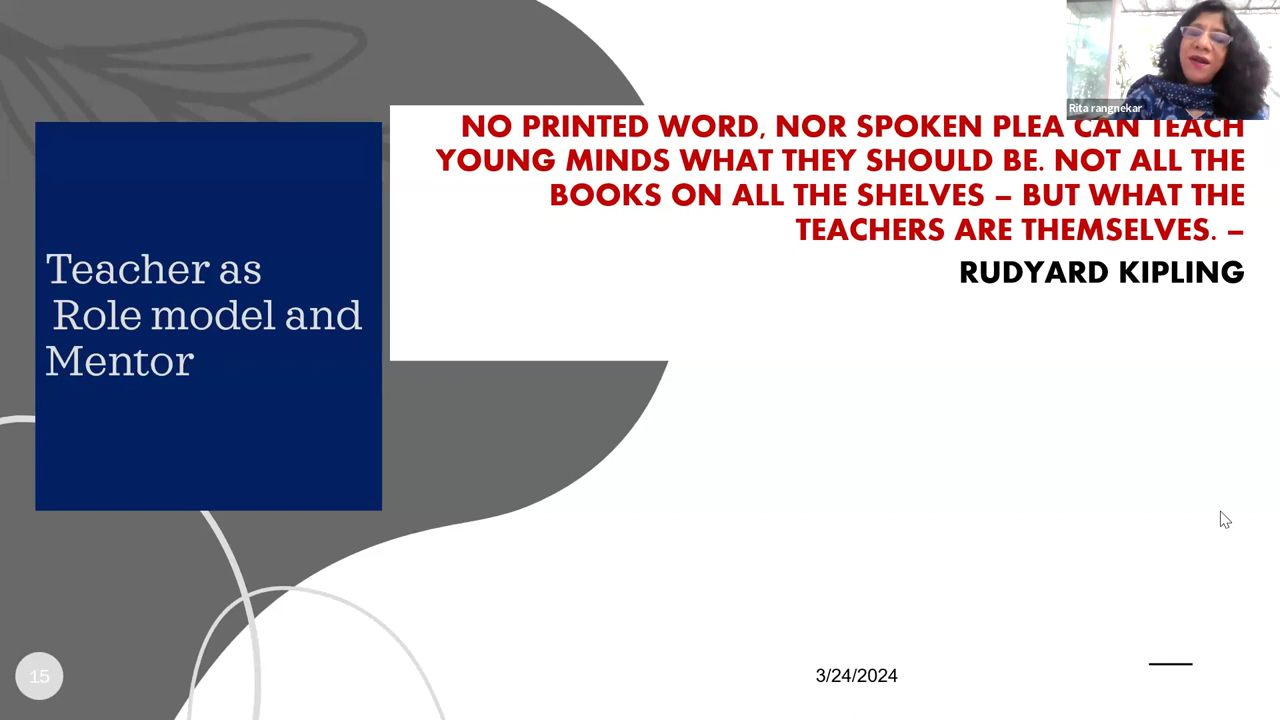 Rita rangnekar
NO PRINTED WORD, NOR SPOKEN PLEA CAN TEACH
YOUNG MINDS WHAT THEY SHOULD BE. NOT ALL THE
BOOKS ON ALL THE SHELVES – BUT WHAT THE
TEACHERS ARE THEMSELVES. –
RUDYARD KIPLING
Teacher as
Role model and
Mentor
15
3/24/2024